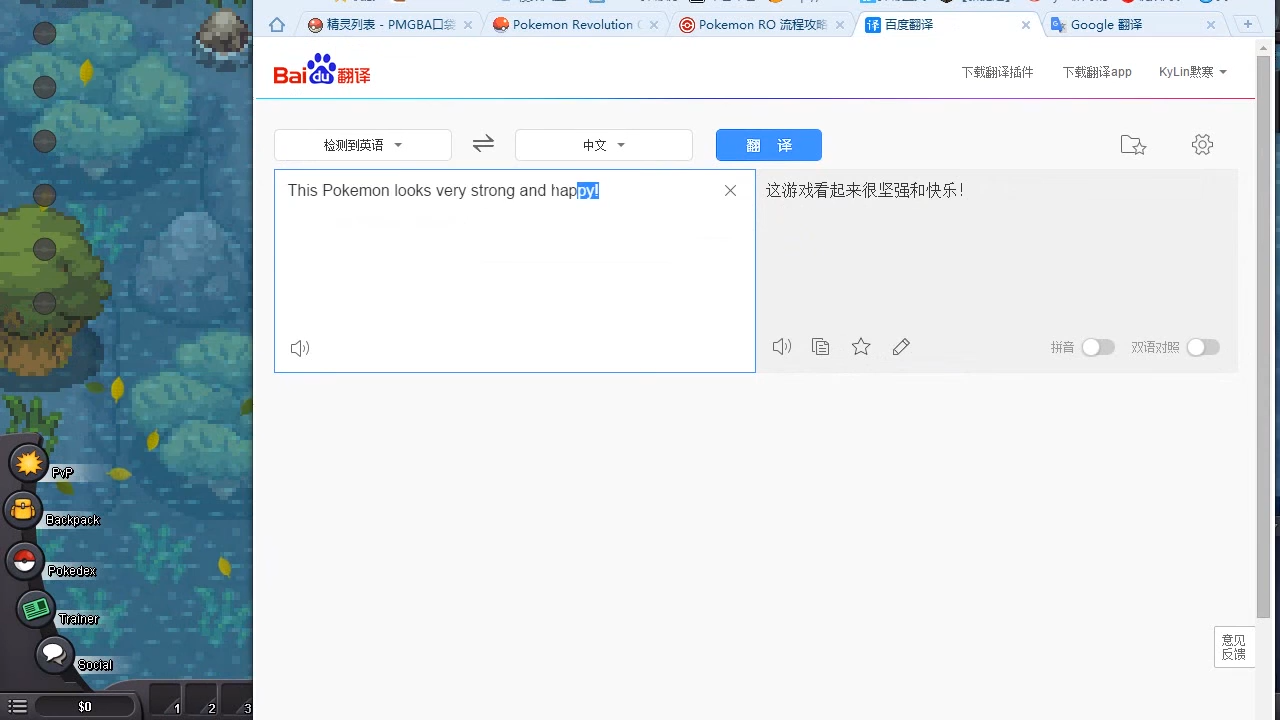 精灵列表 - PMGBA口袋
Pokemon Revolution
Pokemon RO 流程攻略
百度翻译
Google 翻译
Baidu翻译
下载翻译插件
下载翻译app
KyLin默寒
检测到英语
中文
翻 译
This Pokemon looks very strong and happy!
这游戏看起来很坚强和快乐!
拼音
双语对照
PvP
Backpack
Pokedex
Trainer
Social
意见
反馈
$0
1
2
3